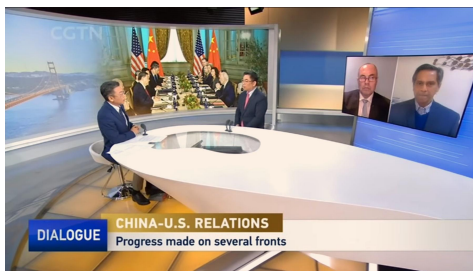 CGTN
CHINA-U.S. RELATIONS
DIALOGUE
Progress made on several fronts